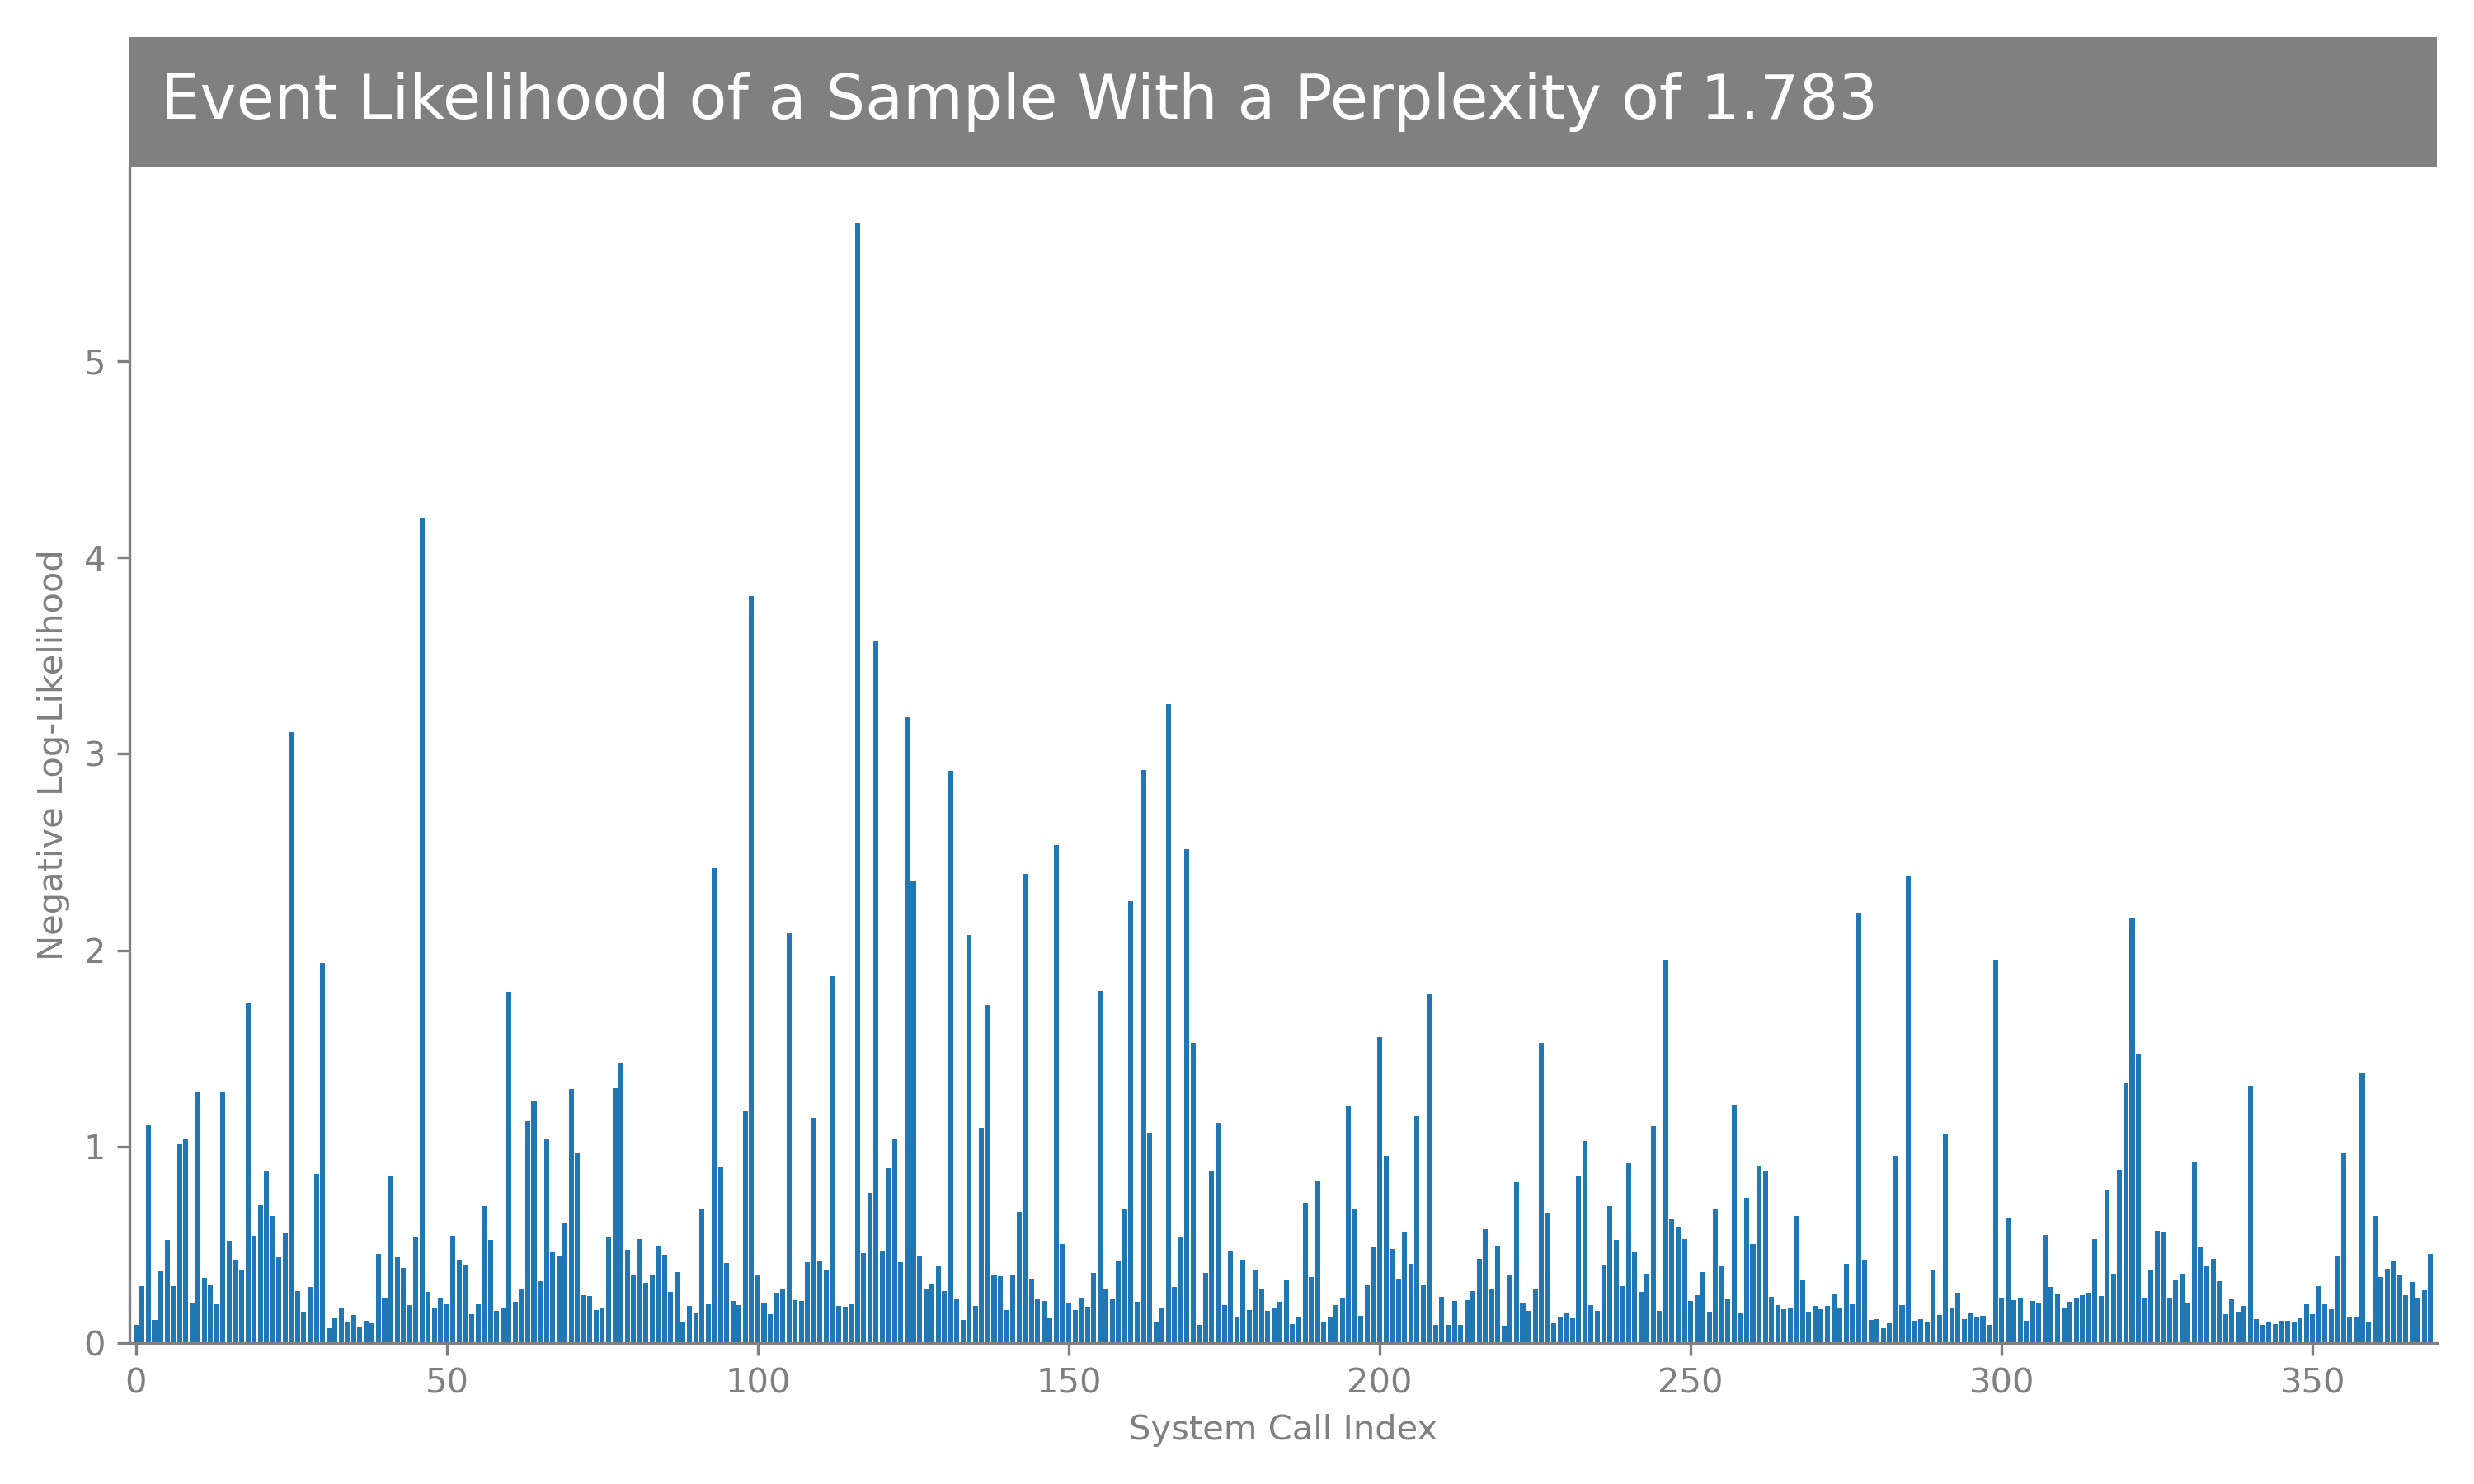 Event Likelihood of a Sample With a Perplexity of 1.783
Negative Log-Likelihood
5
4
3
2
1
0
0 50 100 150 200 250 300 350
System Call Index